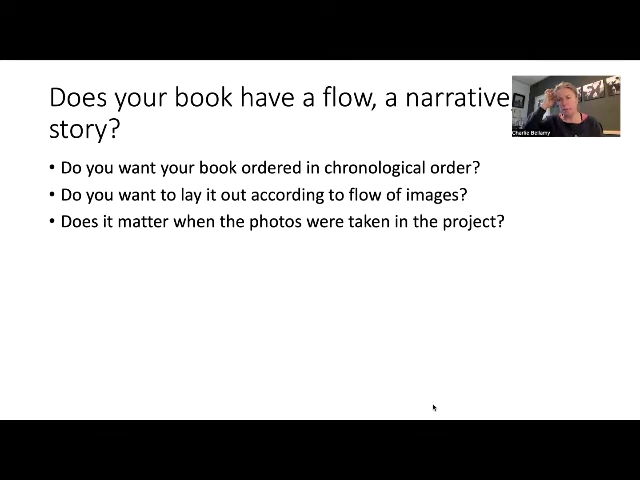 Does your book have a flow, a narrative
story?
• Do you want your book ordered in chronological order?
• Do you want to lay it out according to flow of images?
• Does it matter when the photos were taken in the project?
Charlie Bellamy